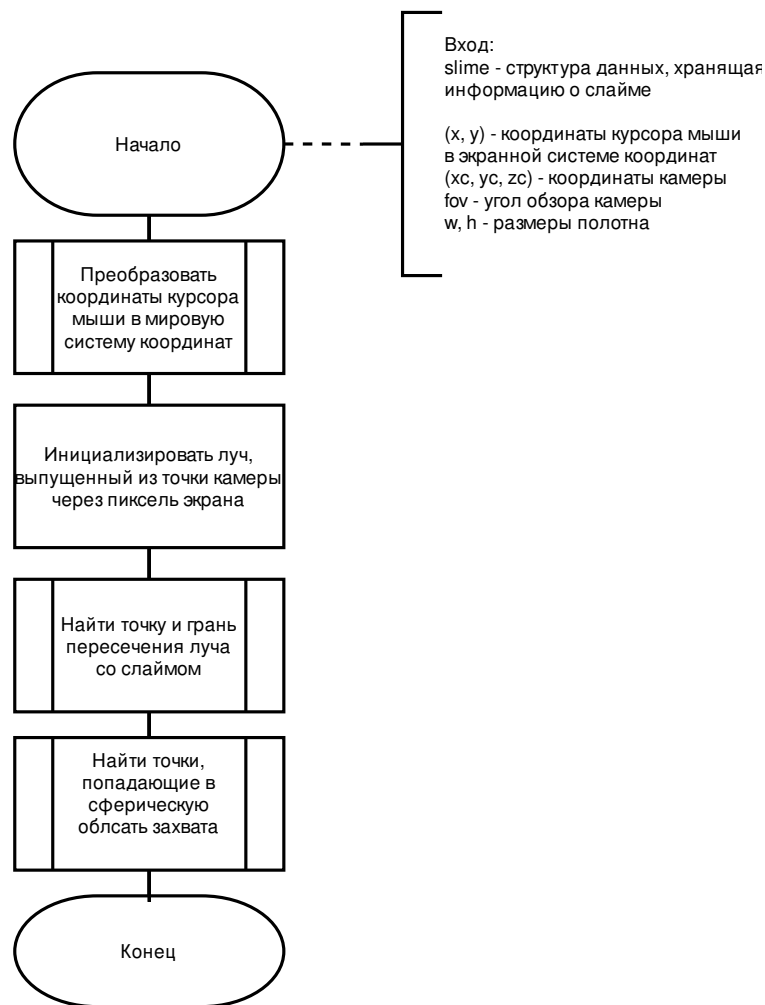 Начало
Вход:
slime - структура данных, хранящая
информацию о слайме
(x, y) - координаты курсора мыши
в экранной системе координат
(xc, yc, zc) - координаты камеры
fov - угол обзора камеры
w, h - размеры полотна
Преобразовать
координаты курсора
мыши в мировую
систему координат
Инициализировать луч,
выпущенный из точки камеры
через пиксель экрана
Найти точку и грань
пересечения луча
со слаймом
Найти точки,
попадающие в
сферическую
облсать захвата
Конец